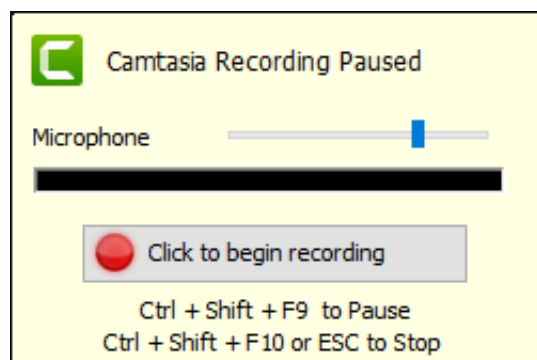 Camtasia Recording Paused
Microphone
Click to begin recording
Ctrl + Shift + F9 to Pause
Ctrl + Shift + F10 or ESC to Stop